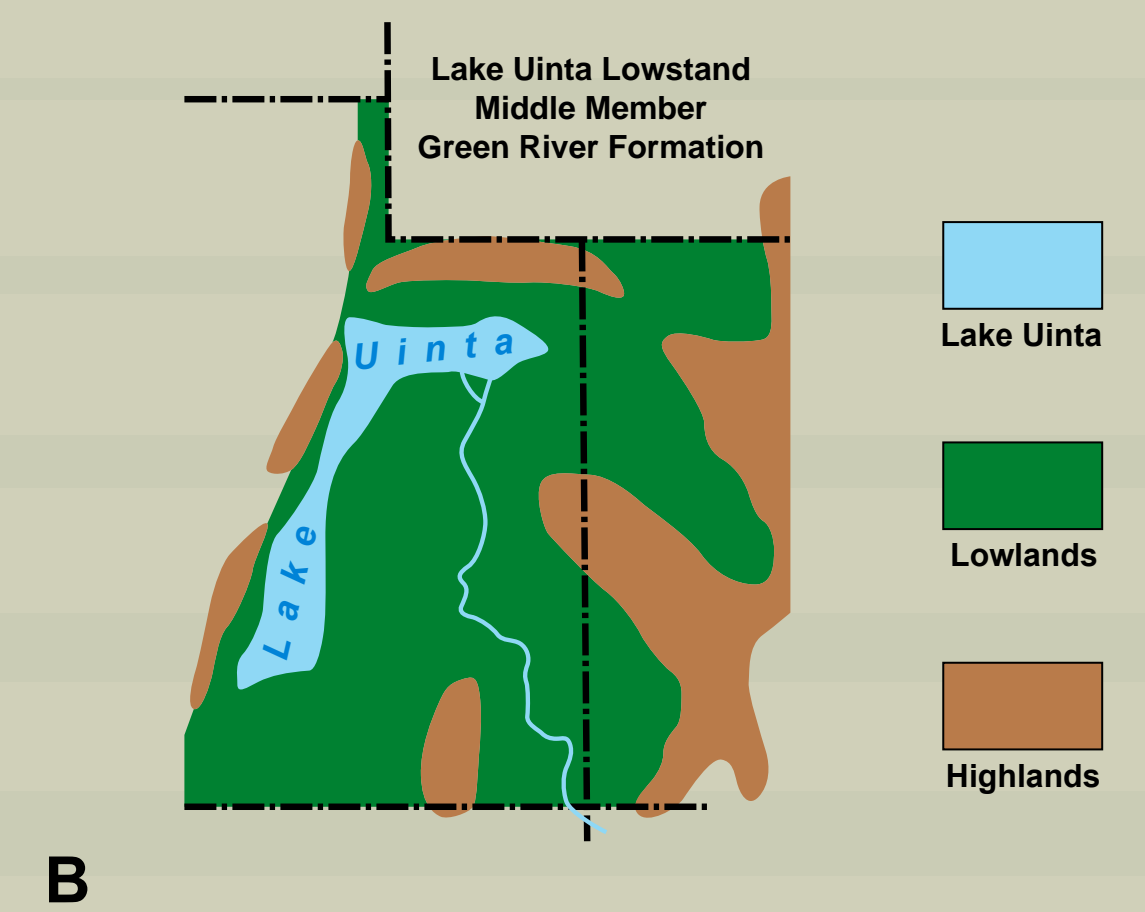 Lake Uinta Lowstand
Middle Member
Green River Formation
Uinta
Lake
Lake Uinta
Lowlands
Highlands
B